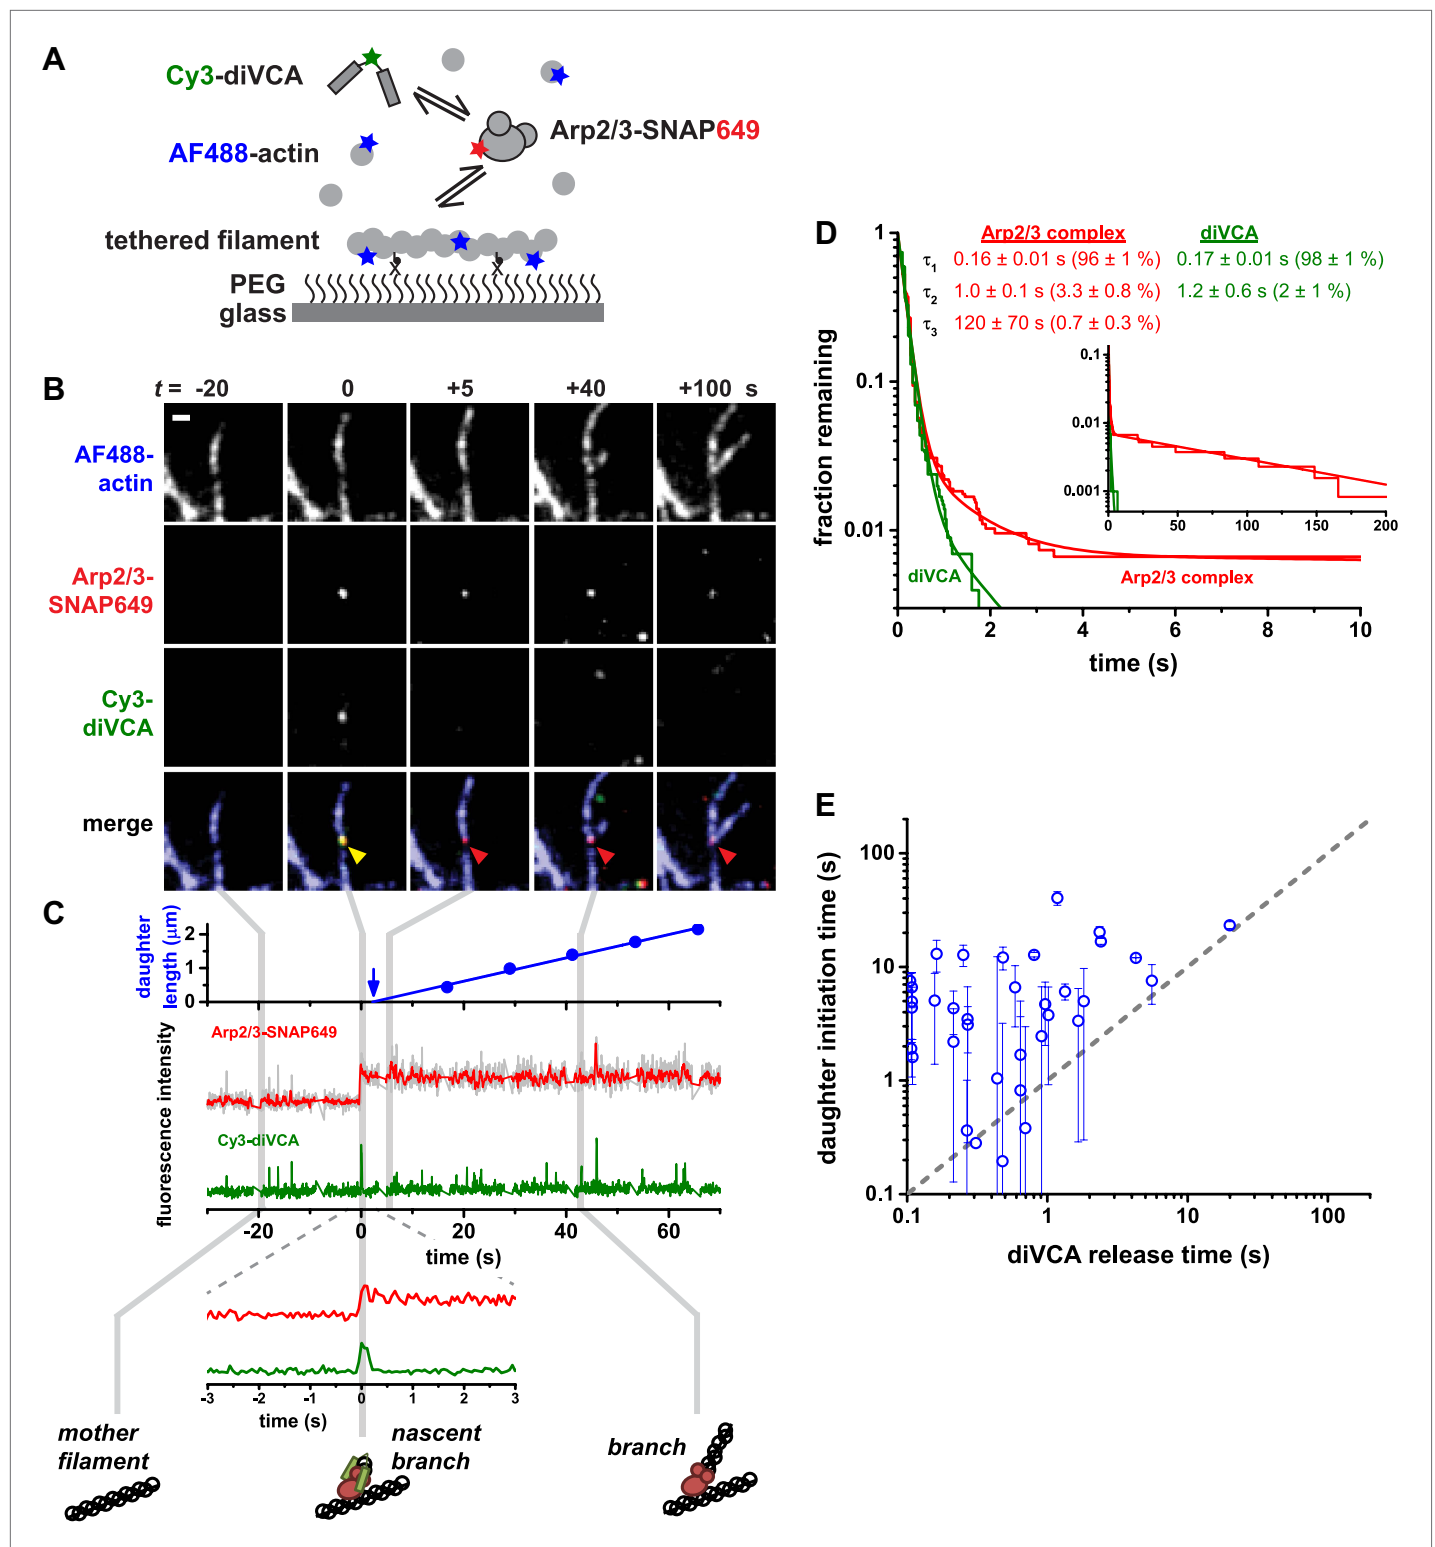 A
Cy3-diVCA
Arp2/3-SNAP649
AF488-actin
tethered filament
PEG
glass
B
t = -20 0 +5 +40 +100 s
AF488-
actin
Arp2/3-
SNAP649
Cy3-
diVCA
merge
C
daughter
length (μm)
2
1
0
fluorescence intensity
Arp2/3-SNAP649
Cy3-diVCA
-20 0 20 40 60
time (s)
-3 -2 -1 0 1 2 3
time (s)
mother
filament
nascent
branch
branch
D
Arp2/3 complex diVCA
τ1 0.16 ± 0.01 s (96 ± 1 %) 0.17 ± 0.01 s (98 ± 1 %)
τ2 1.0 ± 0.1 s (3.3 ± 0.8 %) 1.2 ± 0.6 s (2 ± 1 %)
τ3 120 ± 70 s (0.7 ± 0.3 %)
fraction remaining
1
0.1
0.01
0.1
0.01
0.001
0 50 100 150 200
diVCA
Arp2/3 complex
0 2 4 6 8 10
time (s)
E
daughter initiation time (s)
100
10
1
0.1
0.1 1 10 100
diVCA release time (s)